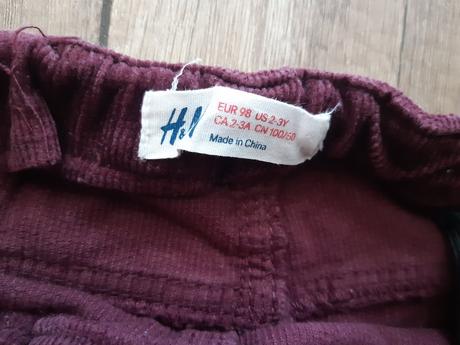 H&M
EUR 98 US 2-3Y
CA 2-3A CN 100/50
Made in China